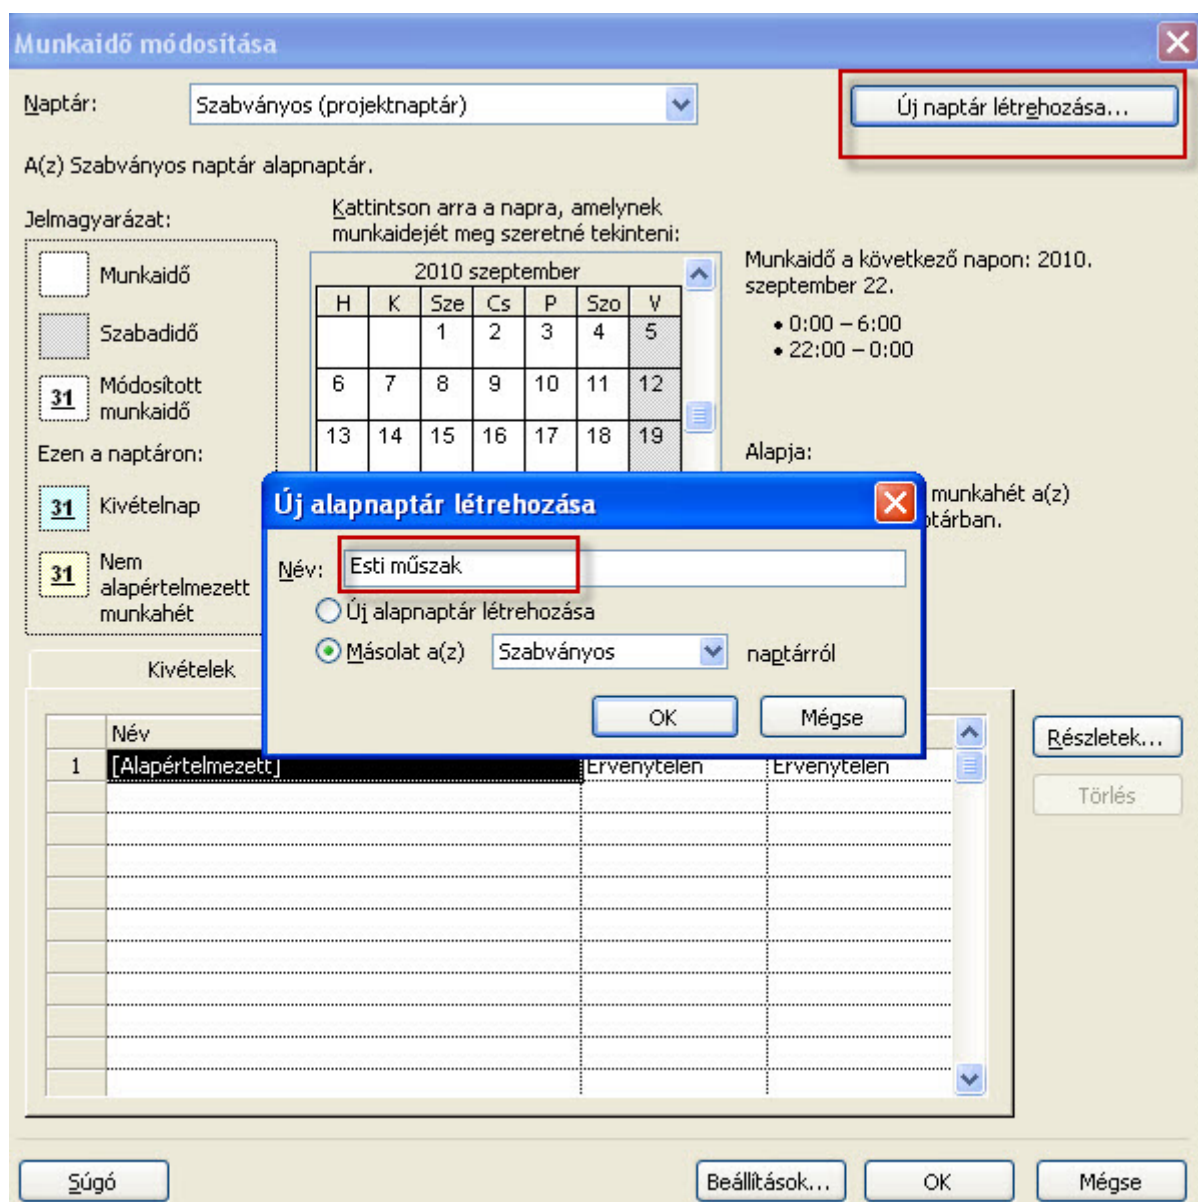 Munkaidő módosítása
Naptár: Szabványos (projektnaptár) Új naptár létrehozása...
A(z) Szabványos naptár alapnaptár.
Jelmagyarázat:
Munkaidő
Szabadidő
31 Módosított
munkaidő
Ezen a naptáron:
31 Kivételnap
31 Nem
alapértelmezett
munkahét
Kattintson arra a napra, amelynek
munkaidejét meg szeretné tekinteni:
2010 szeptember
H K Sze Cs P Szo V
1 2 3 4 5
6 7 8 9 10 11 12
13 14 15 16 17 18 19
Munkaidő a következő napon: 2010.
szeptember 22.
• 0:00 – 6:00
• 22:00 – 0:00
Alapja:
munkahét a(z)
Új alapnaptár létrehozása
Név: Esti műszak
Új alapnaptár létrehozása
Másolat a(z) Szabványos naptárról
OK Mégse
Kivételek
Név
1 [Alapértelmezett] Érvénytelen Érvénytelen
Részletek...
Törlés
Súgó Beállítások... OK Mégse